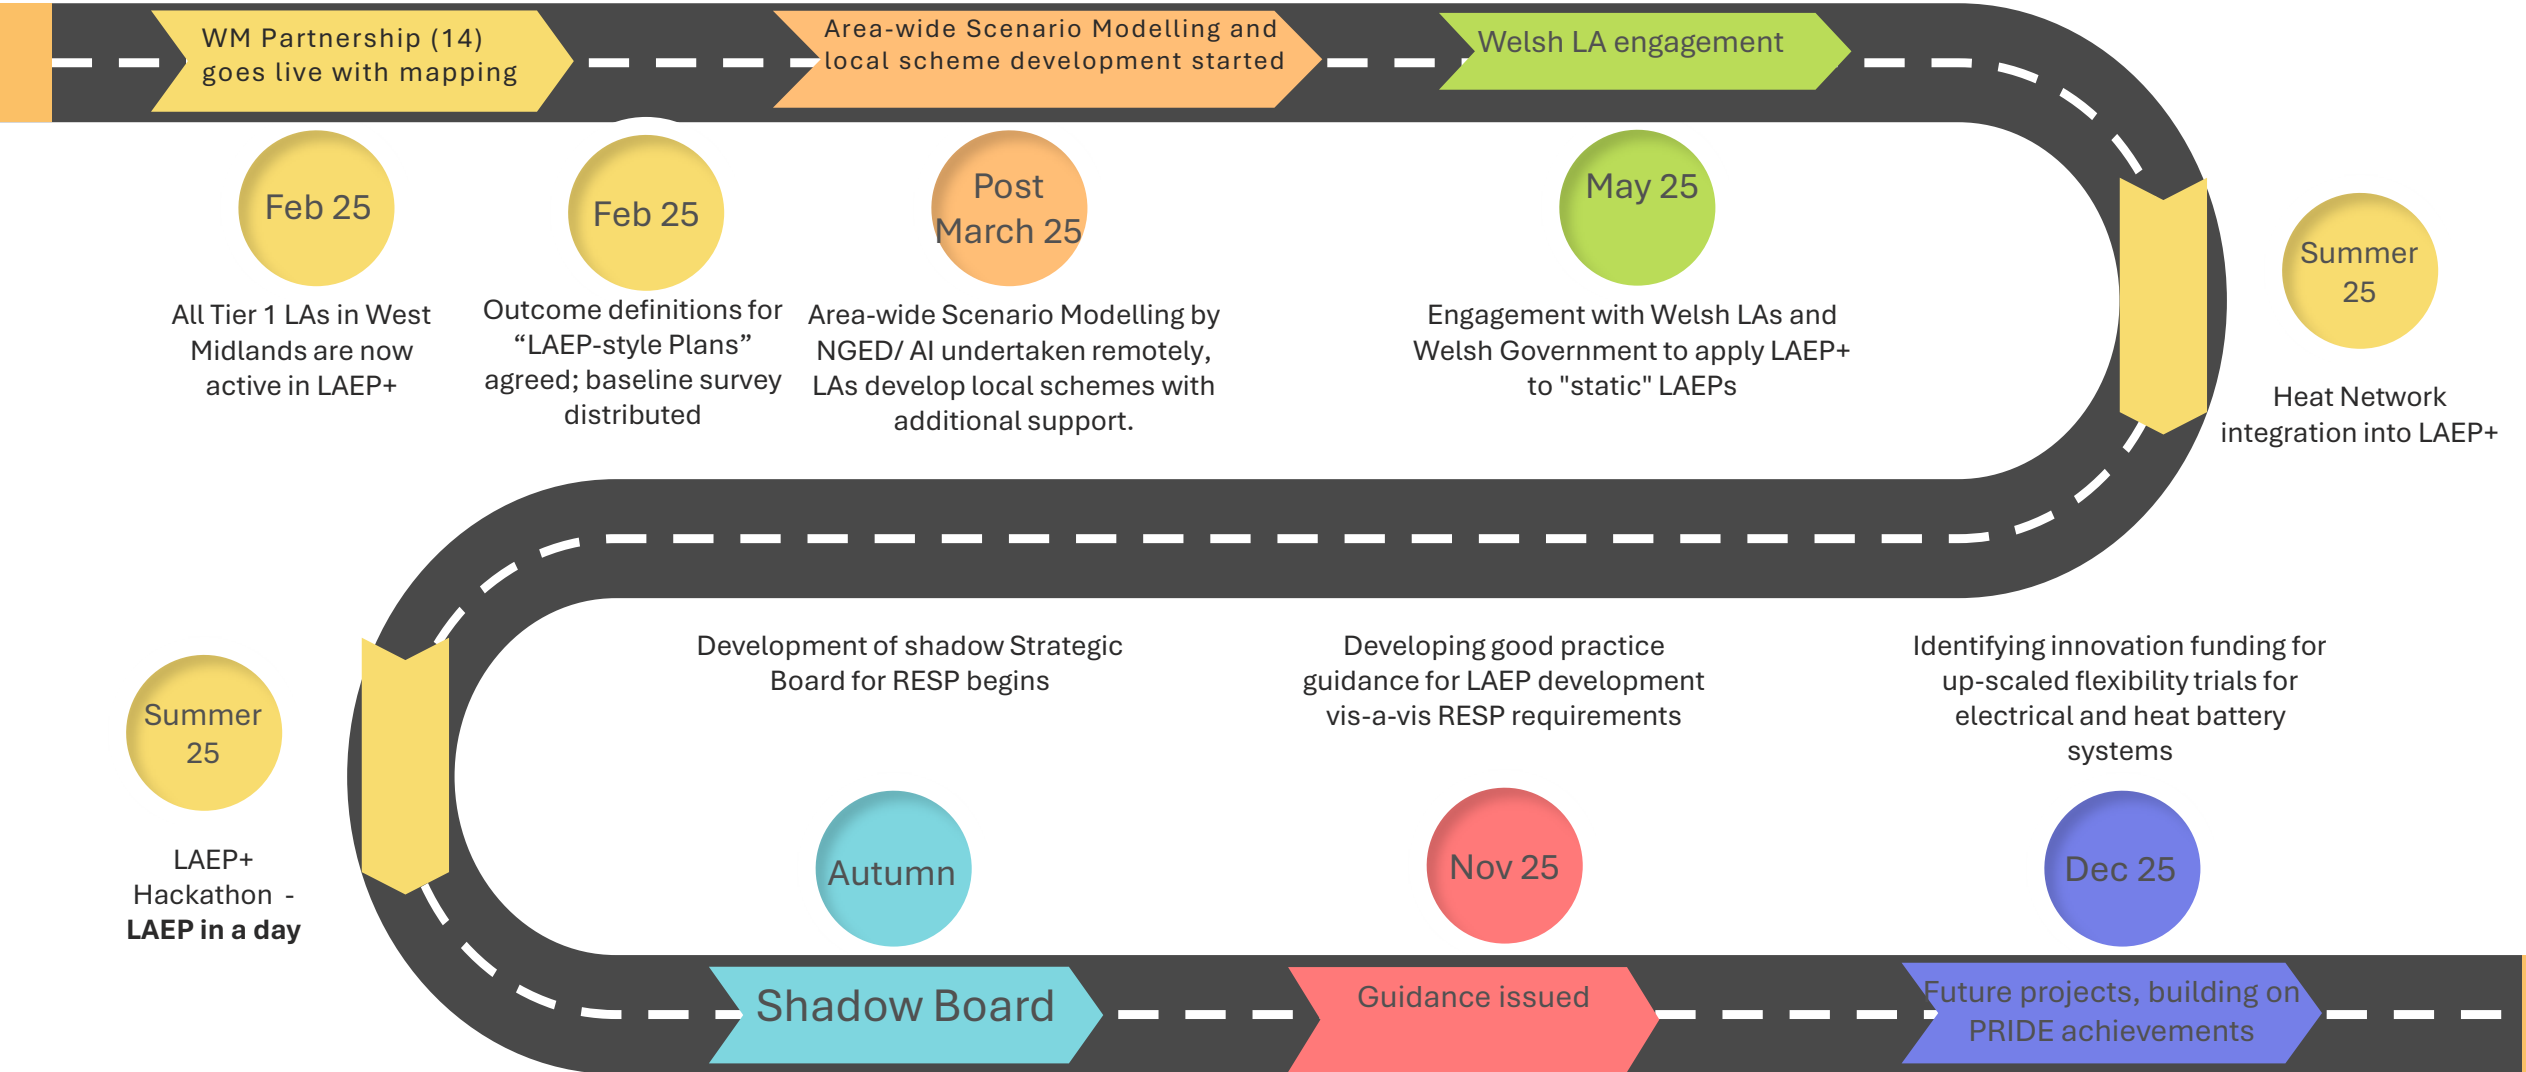 WM Partnership (14)
goes live with mapping
Area-wide Scenario Modelling and
local scheme development started
Welsh LA engagement
Feb 25
All Tier 1 LAs in West
Midlands are now
active in LAEP+
Feb 25
Outcome definitions for
“LAEP-style Plans”
agreed; baseline survey
distributed
Post
March 25
Area-wide Scenario Modelling by
NGED/ AI undertaken remotely,
LAs develop local schemes with
additional support.
May 25
Engagement with Welsh LAs and
Welsh Government to apply LAEP+
to "static" LAEPs
Summer
25
Heat Network
integration into LAEP+
Summer
25
LAEP+
Hackathon -
LAEP in a day
Development of shadow Strategic
Board for RESP begins
Autumn
Shadow Board
Developing good practice
guidance for LAEP development
vis-a-vis RESP requirements
Nov 25
Guidance issued
Identifying innovation funding for
up-scaled flexibility trials for
electrical and heat battery
systems
Dec 25
Future projects, building on
PRIDE achievements